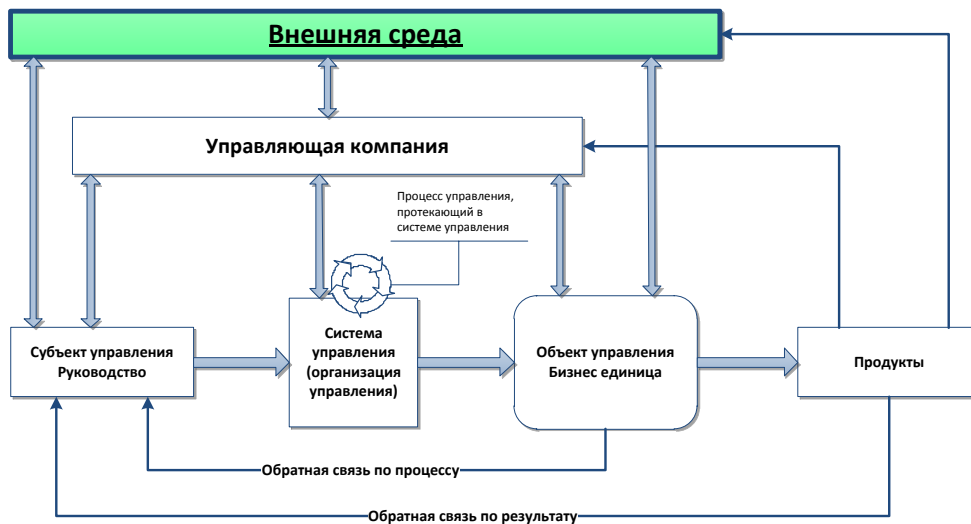 Внешняя среда
Управляющая компания
Процесс управления,
протекающий в
системе управления
Субъект управления
Руководство
Система
управления
(организация
управления)
Объект управления
Бизнес единица
Продукты
Обратная связь по процессу
Обратная связь по результату